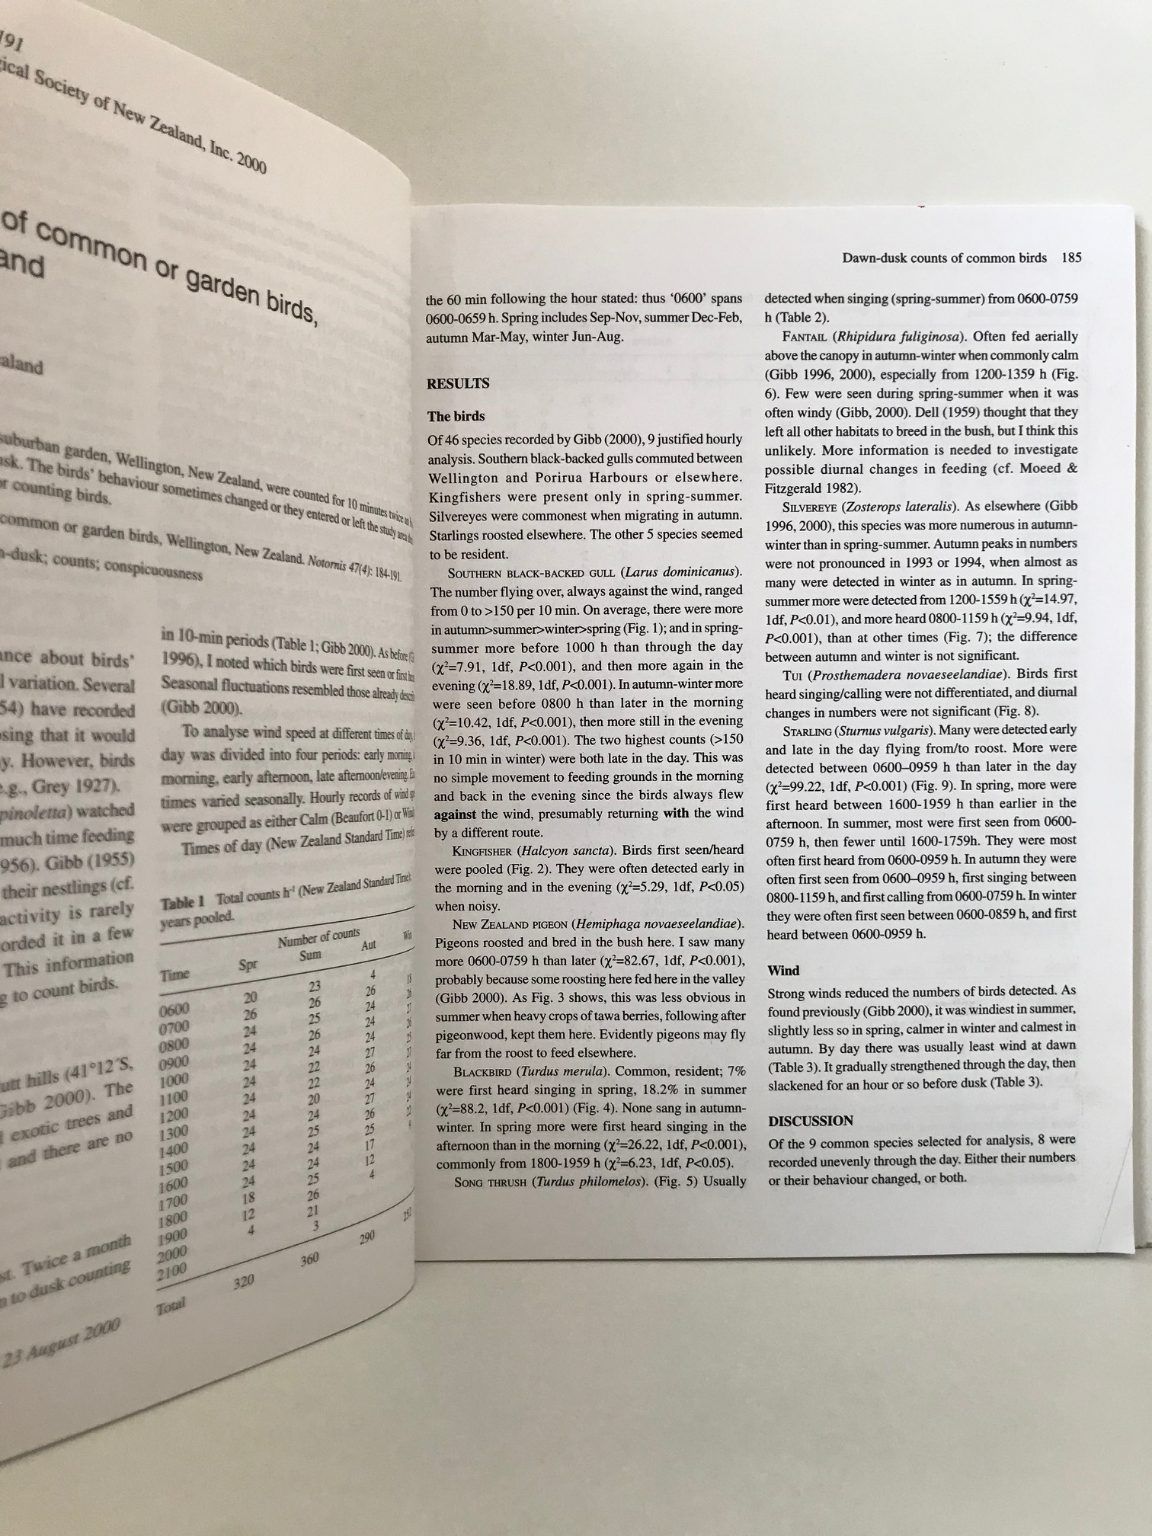 191
ical Society of New Zealand, Inc. 2000
of common or garden birds,
and
aland
suburban garden, Wellington, New Zealand, were counted for 10 minutes twice
sk. The birds' behaviour sometimes changed or they entered or left the study area
or counting birds.
common or garden birds, Wellington, New Zealand. Notornis 47(4): 184-191.
n-dusk; counts; conspicuousness
nce about birds'
l variation. Several
54) have recorded
sing that it would
y. However, birds
e.g., Grey 1927).
pinoletta) watched
much time feeding
956). Gibb (1955)
their nestlings (cf.
activity is rarely
orded it in a few
This information
g to count birds.
utt hills (41°12´S,
Gibb 2000). The
exotic trees and
and there are no
st. Twice a month
n to dusk counting
23 August 2000
in 10-min periods (Table 1; Gibb 2000). As before
1996), I noted which birds were first seen or first
Seasonal fluctuations resembled those already
(Gibb 2000).
To analyse wind speed at different times of day,
day was divided into four periods: early morning,
morning, early afternoon, late afternoon/evening.
times varied seasonally. Hourly records of wind
were grouped as either Calm (Beaufort 0-1) or
Times of day (New Zealand Standard Time)
Table 1 Total counts h⁻¹ (New Zealand Standard Time).
years pooled.
Number of counts
Time Spr Sum Aut
0600 20 23 4
0700 26 26 26
0800 24 25 24
0900 24 26 24
1000 24 24 27
1100 24 22 26
1200 24 22 24
1300 24 20 27
1400 24 24 26
1500 24 25 25
1600 24 24 17
1700 18 24 12
1800 12 25 4
1900 4 26
2000 21
2100 3
Total 320 360 290
Dawn-dusk counts of common birds 185
the 60 min following the hour stated: thus '0600' spans
0600-0659 h. Spring includes Sep-Nov, summer Dec-Feb,
autumn Mar-May, winter Jun-Aug.
RESULTS
The birds
Of 46 species recorded by Gibb (2000), 9 justified hourly
analysis. Southern black-backed gulls commuted between
Wellington and Porirua Harbours or elsewhere.
Kingfishers were present only in spring-summer.
Silvereyes were commonest when migrating in autumn.
Starlings roosted elsewhere. The other 5 species seemed
to be resident.
SOUTHERN BLACK-BACKED GULL (Larus dominicanus).
The number flying over, always against the wind, ranged
from 0 to >150 per 10 min. On average, there were more
in autumn>summer>winter>spring (Fig. 1); and in spring-
summer more before 1000 h than through the day
(χ²=7.91, 1df, P<0.001), and then more again in the
evening (χ²=18.89, 1df, P<0.001). In autumn-winter more
were seen before 0800 h than later in the morning
(χ²=10.42, 1df, P<0.001), then more still in the evening
(χ²=9.36, 1df, P<0.001). The two highest counts (>150
in 10 min in winter) were both late in the day. This was
no simple movement to feeding grounds in the morning
and back in the evening since the birds always flew
against the wind, presumably returning with the wind
by a different route.
KINGFISHER (Halcyon sancta). Birds first seen/heard
were pooled (Fig. 2). They were often detected early in
the morning and in the evening (χ²=5.29, 1df, P<0.05)
when noisy.
NEW ZEALAND PIGEON (Hemiphaga novaeseelandiae).
Pigeons roosted and bred in the bush here. I saw many
more 0600-0759 h than later (χ²=82.67, 1df, P<0.001),
probably because some roosting here fed here in the valley
(Gibb 2000). As Fig. 3 shows, this was less obvious in
summer when heavy crops of tawa berries, following after
pigeonwood, kept them here. Evidently pigeons may fly
far from the roost to feed elsewhere.
BLACKBIRD (Turdus merula). Common, resident; 7%
were first heard singing in spring, 18.2% in summer
(χ²=88.2, 1df, P<0.001) (Fig. 4). None sang in autumn-
winter. In spring more were first heard singing in the
afternoon than in the morning (χ²=26.22, 1df, P<0.001),
commonly from 1800-1959 h (χ²=6.23, 1df, P<0.05).
SONG THRUSH (Turdus philomelos). (Fig. 5) Usually
detected when singing (spring-summer) from 0600-0759
h (Table 2).
FANTAIL (Rhipidura fuliginosa). Often fed aerially
above the canopy in autumn-winter when commonly calm
(Gibb 1996, 2000), especially from 1200-1359 h (Fig.
6). Few were seen during spring-summer when it was
often windy (Gibb, 2000). Dell (1959) thought that they
left all other habitats to breed in the bush, but I think this
unlikely. More information is needed to investigate
possible diurnal changes in feeding (cf. Moeed &
Fitzgerald 1982).
SILVEREYE (Zosterops lateralis). As elsewhere (Gibb
1996, 2000), this species was more numerous in autumn-
winter than in spring-summer. Autumn peaks in numbers
were not pronounced in 1993 or 1994, when almost as
many were detected in winter as in autumn. In spring-
summer more were detected from 1200-1559 h (χ²=14.97,
1df, P<0.01), and more heard 0800-1159 h (χ²=9.94, 1df,
P<0.001), than at other times (Fig. 7); the difference
between autumn and winter is not significant.
TUI (Prosthemadera novaeseelandiae). Birds first
heard singing/calling were not differentiated, and diurnal
changes in numbers were not significant (Fig. 8).
STARLING (Sturnus vulgaris). Many were detected early
and late in the day flying from/to roost. More were
detected between 0600–0959 h than later in the day
(χ²=99.22, 1df, P<0.001) (Fig. 9). In spring, more were
first heard between 1600-1959 h than earlier in the
afternoon. In summer, most were first seen from 0600-
0759 h, then fewer until 1600-1759h. They were most
often first heard from 0600-0959 h. In autumn they were
often first seen from 0600–0959 h, first singing between
0800-1159 h, and first calling from 0600-0759 h. In winter
they were often first seen between 0600-0859 h, and first
heard between 0600-0959 h.
Wind
Strong winds reduced the numbers of birds detected. As
found previously (Gibb 2000), it was windiest in summer,
slightly less so in spring, calmer in winter and calmest in
autumn. By day there was usually least wind at dawn
(Table 3). It gradually strengthened through the day, then
slackened for an hour or so before dusk (Table 3).
DISCUSSION
Of the 9 common species selected for analysis, 8 were
recorded unevenly through the day. Either their numbers
or their behaviour changed, or both.